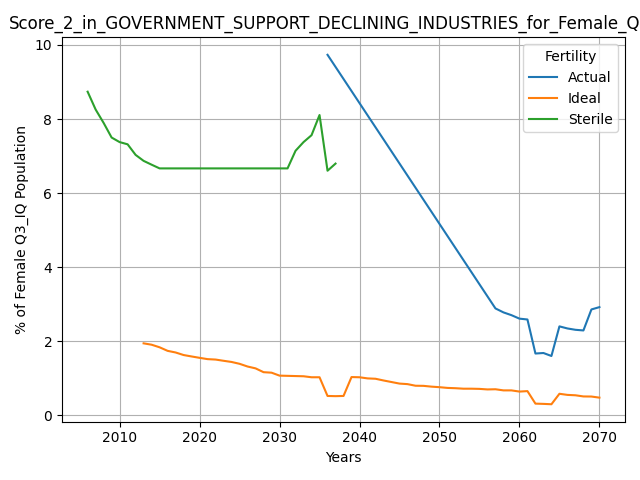 Score_2_in_GOVERNMENT_SUPPORT_DECLINING_INDUSTRIES_for_Female_Q
Fertility
Actual
Ideal
Sterile
% of Female Q3_IQ Population
10
8
6
4
2
0
2010 2020 2030 2040 2050 2060 2070
Years